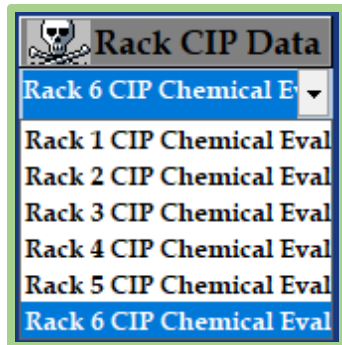 Rack CIP Data
Rack 6 CIP Chemical Ev
Rack 1 CIP Chemical Eval
Rack 2 CIP Chemical Eval
Rack 3 CIP Chemical Eval
Rack 4 CIP Chemical Eval
Rack 5 CIP Chemical Eval
Rack 6 CIP Chemical Eval